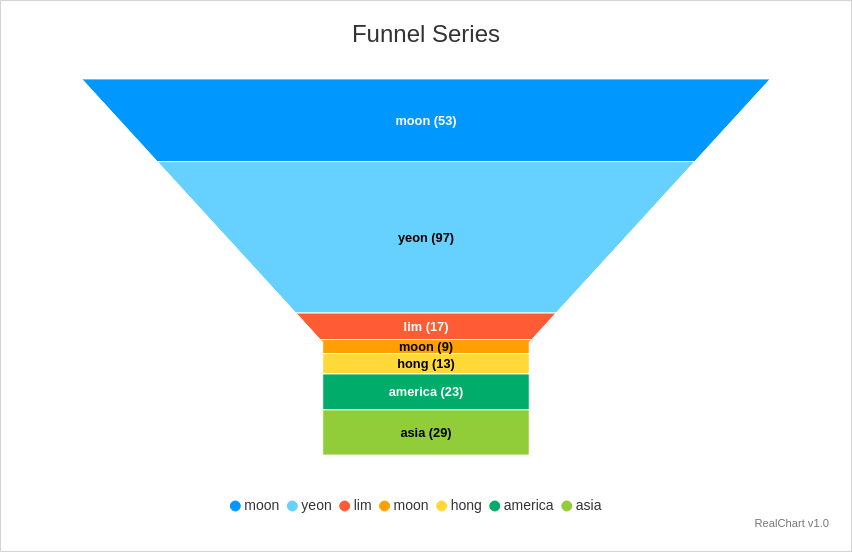 Funnel Series
moon (53)
yeon (97)
lim (17)
moon (9)
hong (13)
america (23)
asia (29)
moon yeon lim moon hong america asia
RealChart v1.0